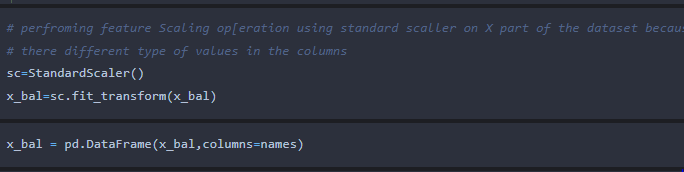 # perfroming feature Scaling op[eration using standard scaller on X part of the dataset becaus
# there different type of values in the columns
sc=StandardScaler()
x_bal=sc.fit_transform(x_bal)
x_bal = pd.DataFrame(x_bal,columns=names)